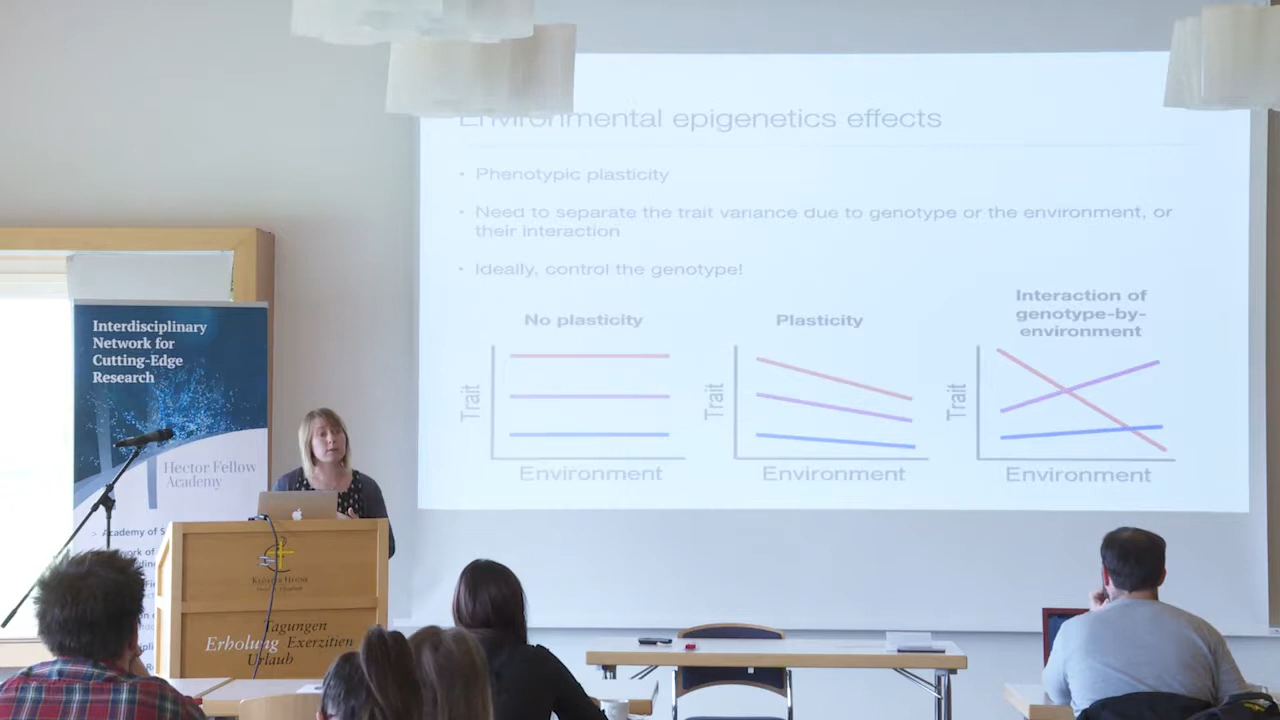 Environmental epigenetics effects
• Phenotypic plasticity
• Need to separate the trait variance due to genotype or the environment, or
their interaction
• Ideally, control the genotype!
No plasticity
Trait
Environment
Plasticity
Trait
Environment
Interaction of
genotype-by-
environment
Trait
Environment
Interdisciplinary
Network for
Cutting-Edge
Research
Hector Fellow
Academy
> Academy of S
Tagungen
Erholung Exerzitien
Urlaub